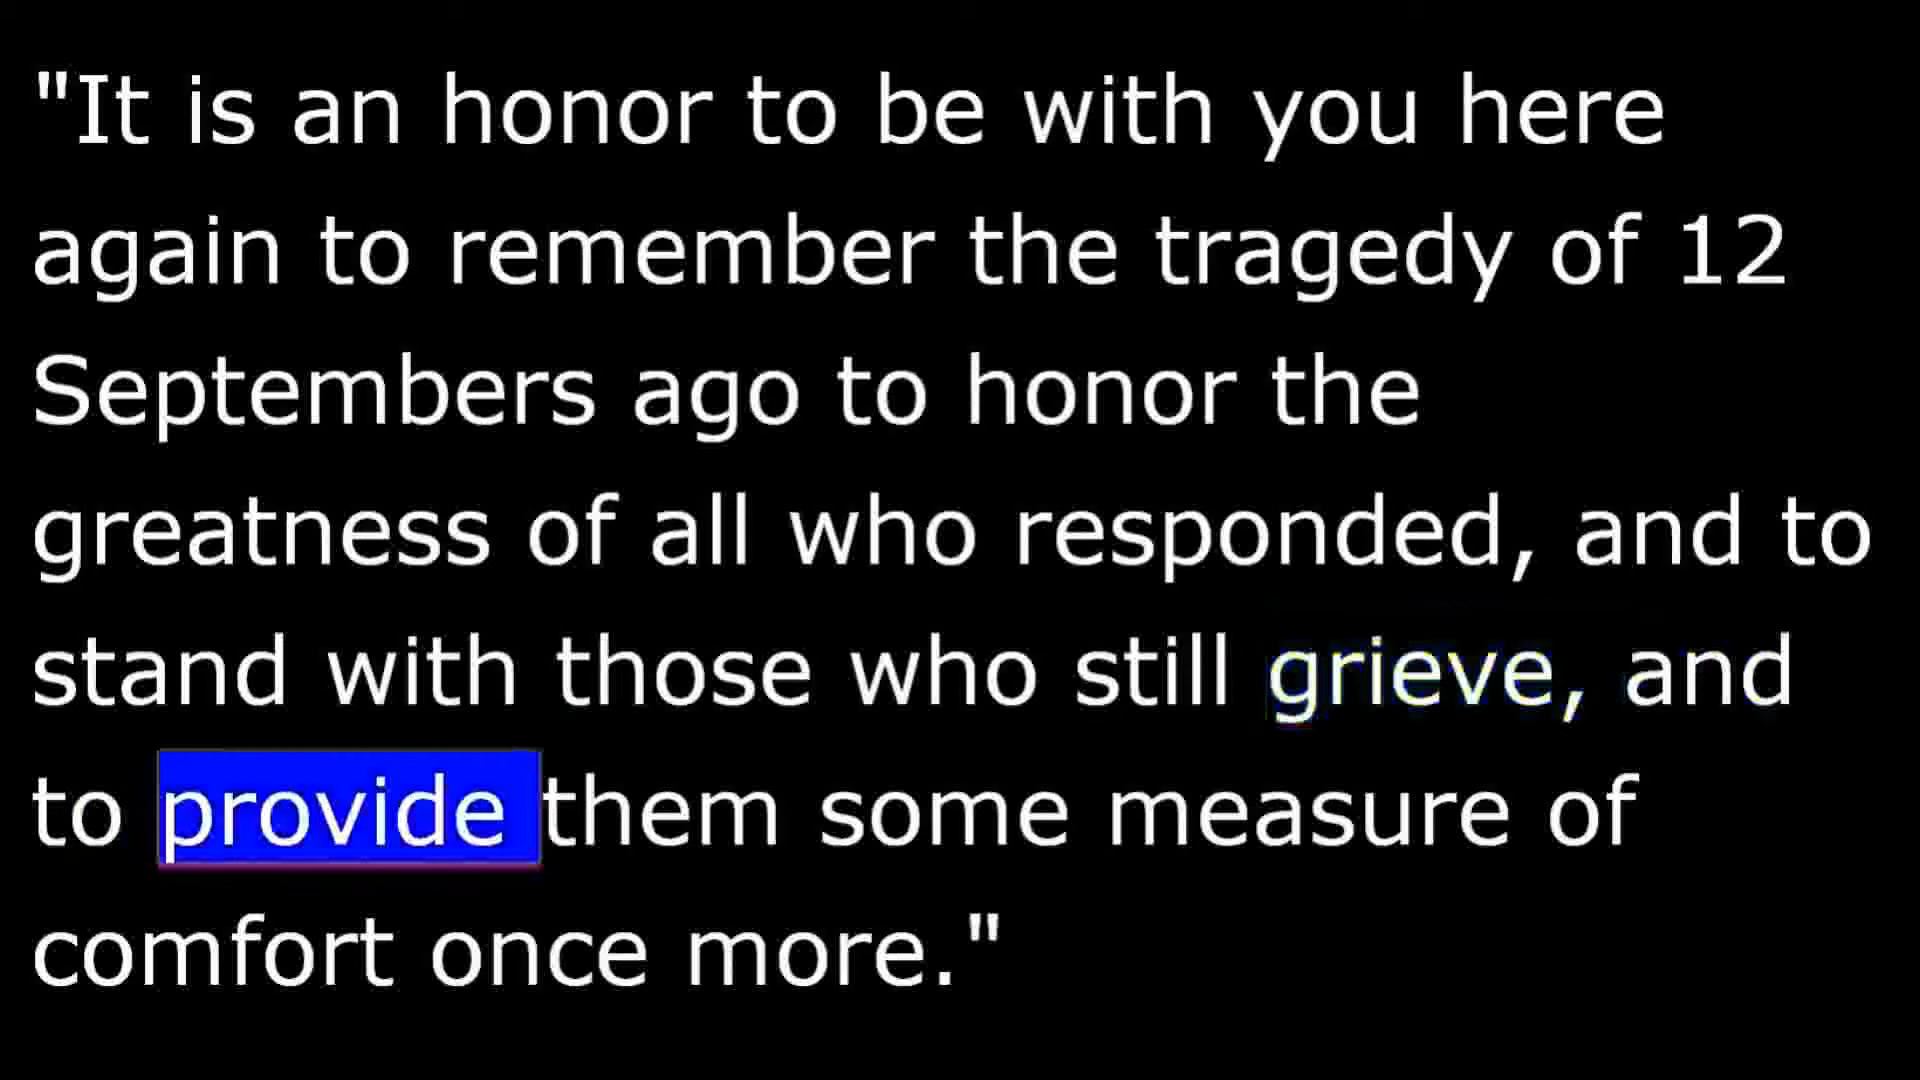 "It is an honor to be with you here
again to remember the tragedy of 12
Septembers ago to honor the
greatness of all who responded, and to
stand with those who still grieve, and
to provide them some measure of
comfort once more."